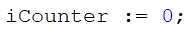 iCounter := 0;